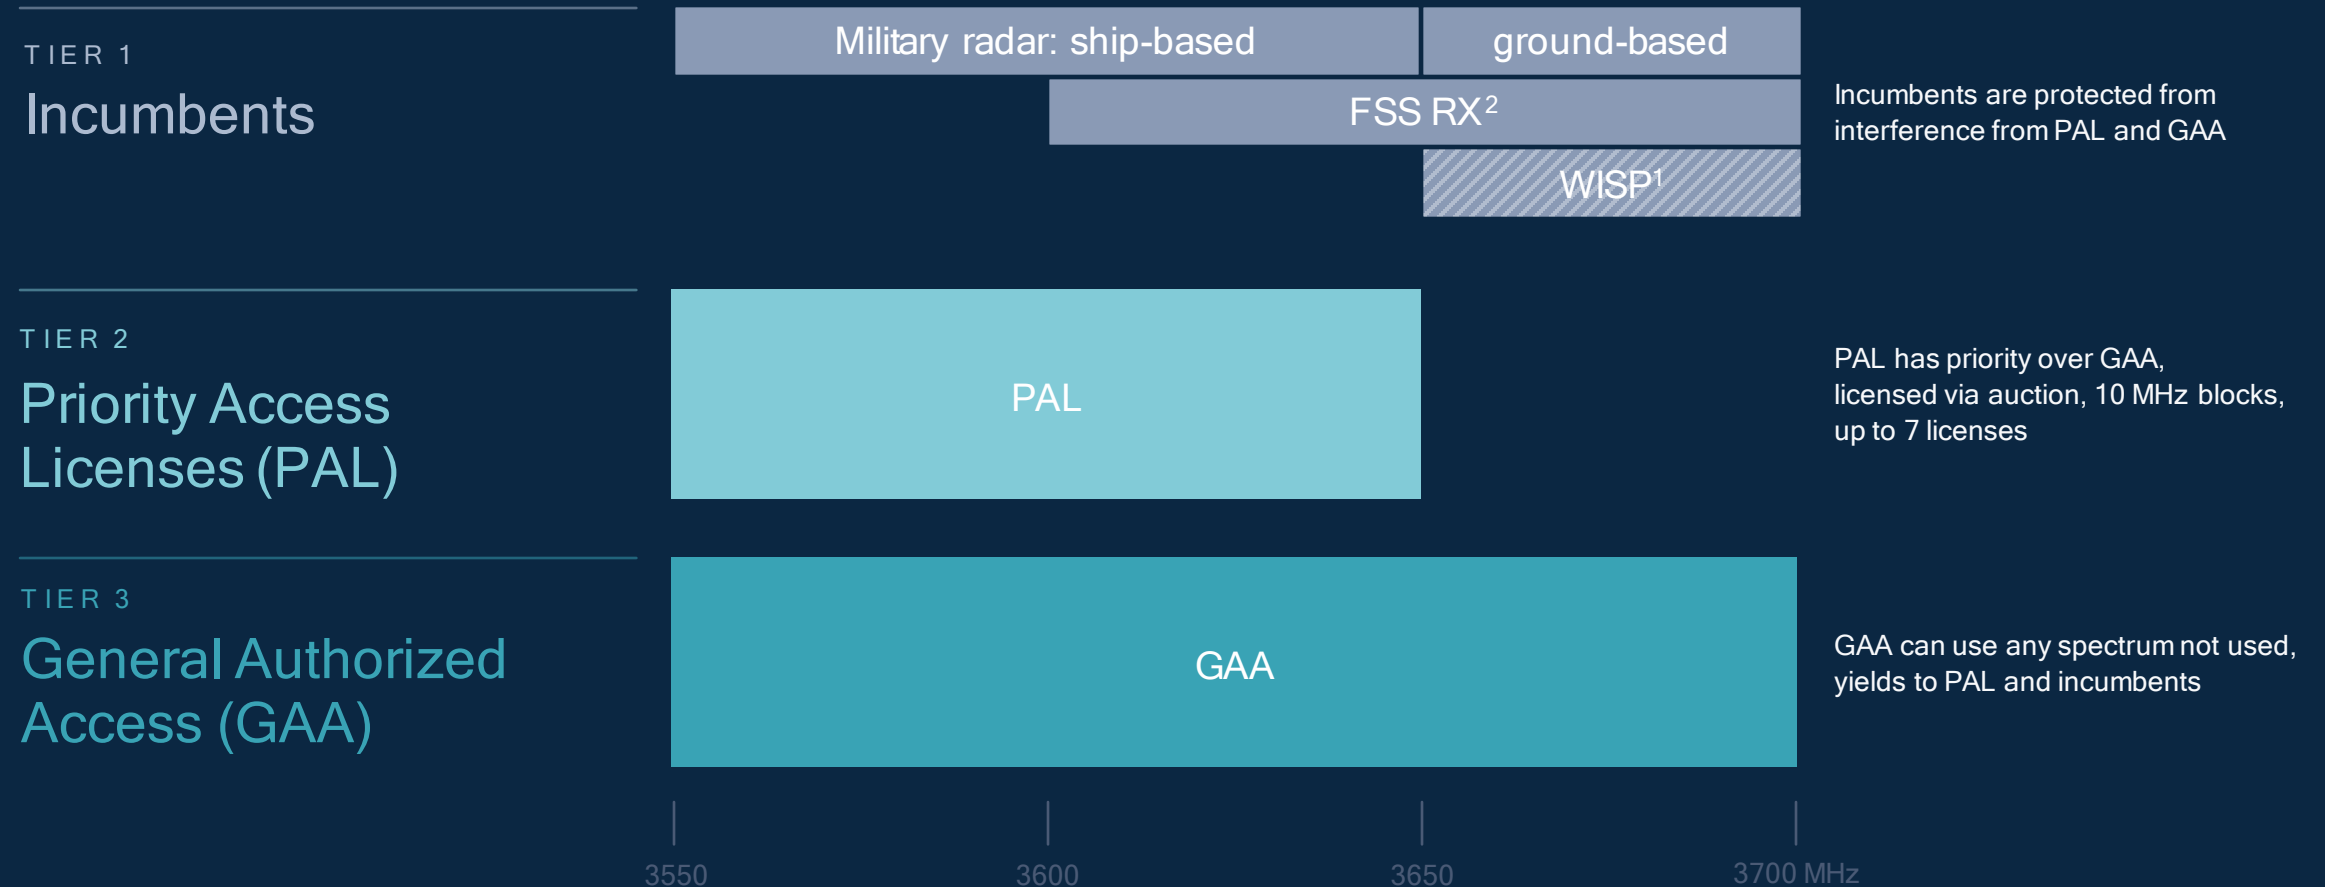 TIER 1
Incumbents
Military radar: ship-based
ground-based
FSS RX²
WISP¹
Incumbents are protected from
interference from PAL and GAA
TIER 2
Priority Access
Licenses (PAL)
PAL
PAL has priority over GAA,
licensed via auction, 10 MHz blocks,
up to 7 licenses
TIER 3
General Authorized
Access (GAA)
GAA
GAA can use any spectrum not used,
yields to PAL and incumbents
3550
3600
3650
3700 MHz